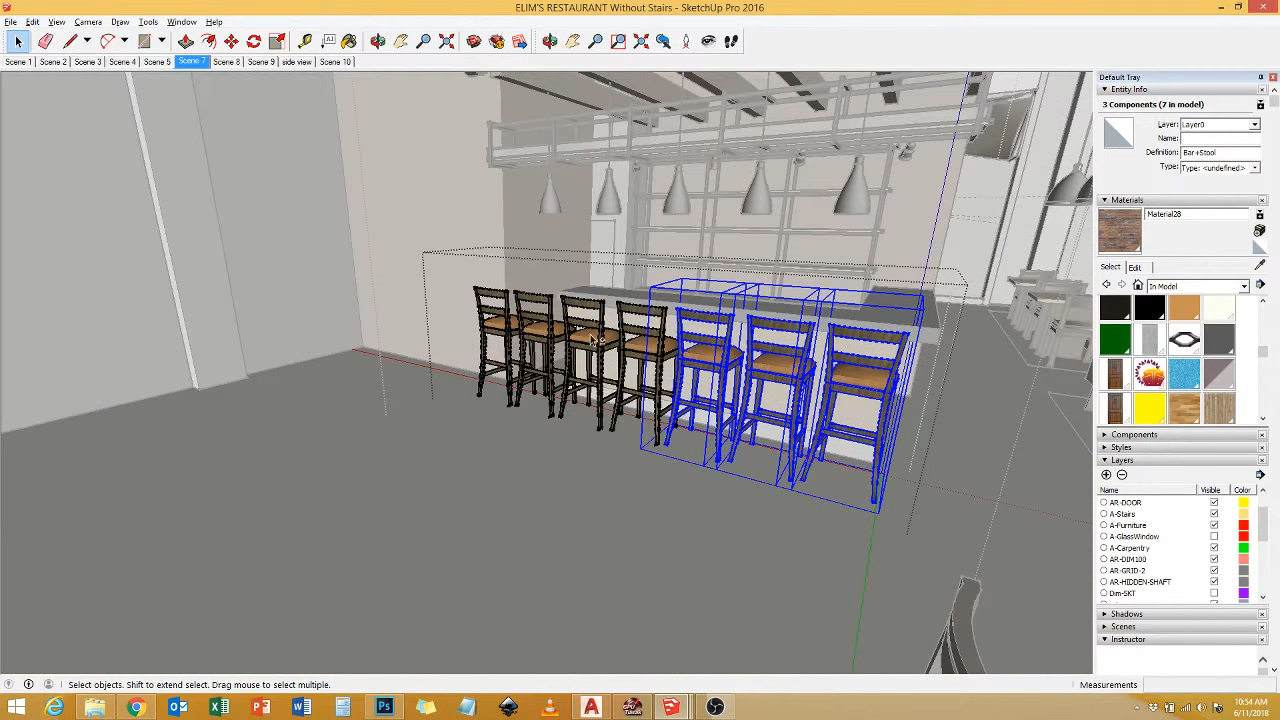 ELIM'S RESTAURANT Without Stairs - SketchUp Pro 2016
File Edit View Camera Draw Tools Window Help
Scene 1 Scene 2 Scene 3 Scene 4 Scene 5 Scene 7 Scene 8 Scene 9 side view Scene 10
Default Tray
Entity Info
3 Components (7 in model)
Layer: Layer0
Name:
Definition: Bar+Stool
Type: Type: <undefined>
Materials
Material28
Select Edit
In Model
Components
Styles
Layers
Name Visible Color
AR-DOOR
A-Stairs
A-Furniture
A-GlassWindow
A-Carpentry
AR-DIM100
AR-GRID-2
AR-HIDDEN-SHAFT
Dim-SKT
Shadows
Scenes
Instructor
Select objects. Shift to extend select. Drag mouse to select multiple.
Measurements
10:54 AM
6/11/2018